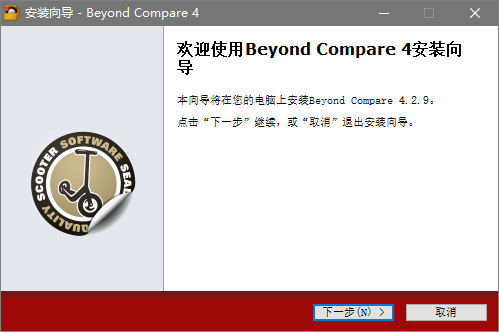 安装向导 - Beyond Compare 4
欢迎使用Beyond Compare 4安装向
导
本向导将在您的电脑上安装Beyond Compare 4.2.9。
点击“下一步”继续，或“取消”退出安装向导。
SCOOTER SOFTWARE SEAL
QUALITY
下一步(N) >
取消